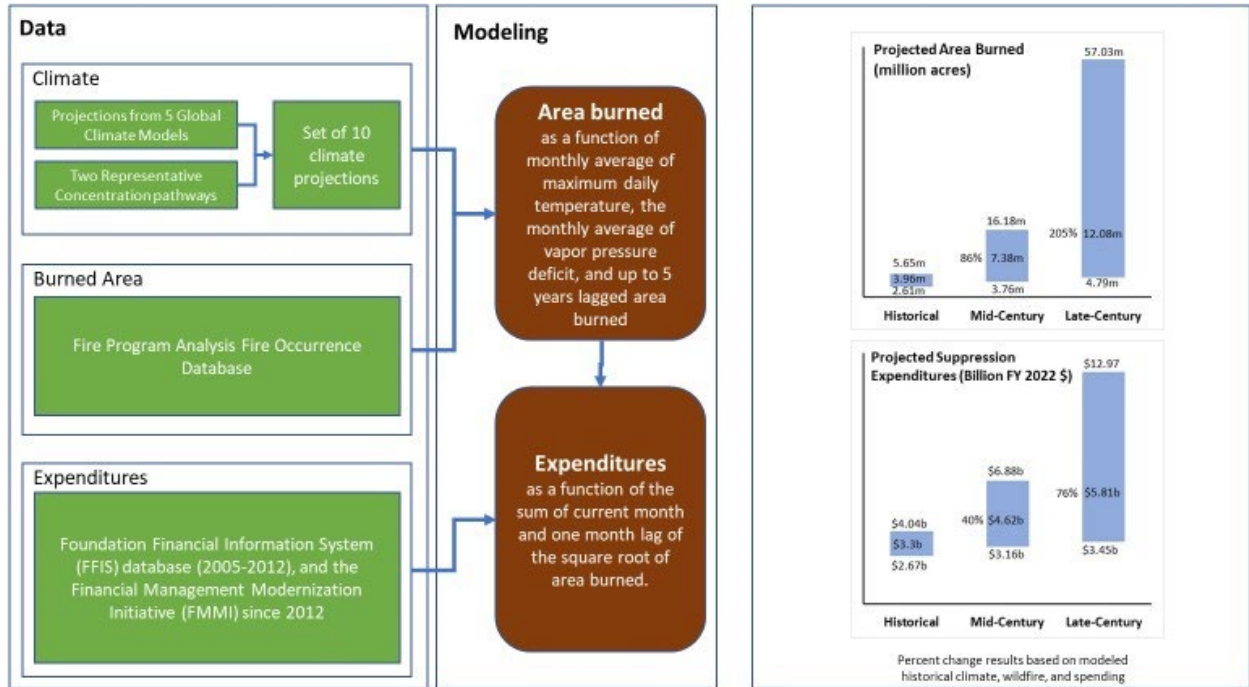 Data
Climate
Projections from 5 Global
Climate Models
Two Representative
Concentration pathways
Set of 10
climate
projections
Burned Area
Fire Program Analysis Fire Occurrence
Database
Expenditures
Foundation Financial Information System
(FFIS) database (2005-2012), and the
Financial Management Modernization
Initiative (FMMI) since 2012
Modeling
Area burned
as a function of
monthly average of
maximum daily
temperature, the
monthly average of
vapor pressure
deficit, and up to 5
years lagged area
burned
Expenditures
as a function of the
sum of current month
and one month lag of
the square root of
area burned.
Projected Area Burned
(million acres)
57.03m
16.18m
205% 12.08m
5.65m
86% 7.38m
3.96m
2.61m
3.76m
4.79m
Historical Mid-Century Late-Century
Projected Suppression
Expenditures (Billion FY 2022 $)
$12.97
$6.88b
76% $5.81b
$4.04b
40% $4.62b
$3.3b
$2.67b
$3.16b
$3.45b
Historical Mid-Century Late-Century
Percent change results based on modeled
historical climate, wildfire, and spending